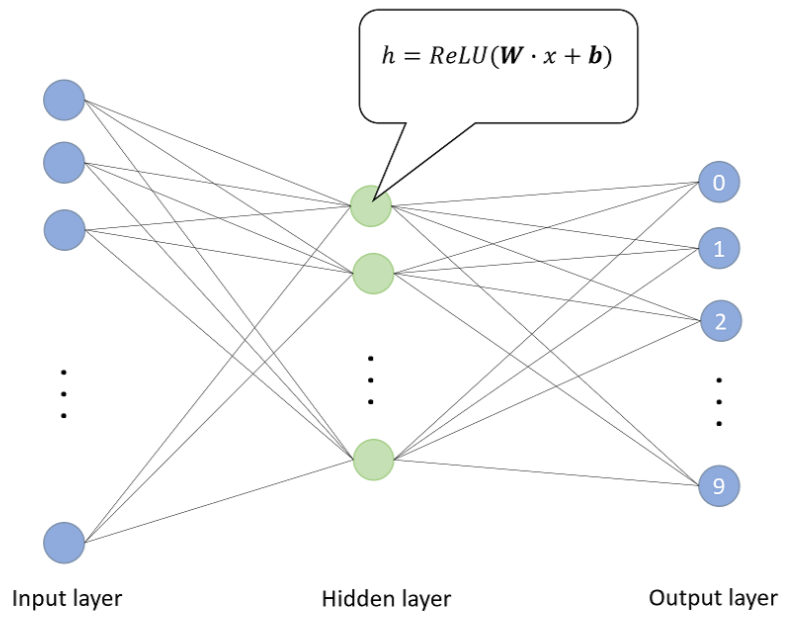 h = ReLU(W · x + b)
0
1
2
9
Input layer
Hidden layer
Output layer